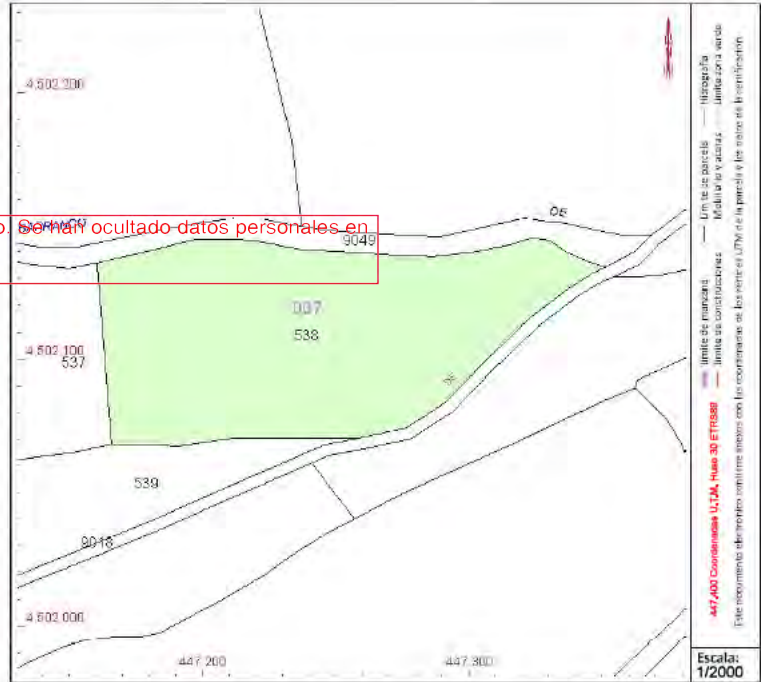 4.502.200
o. Se han ocultado datos personales en
DE
9049
037
538
4.502.100
537
DE
539
9018
4.502.000
447.200
447.300
límite de manzana
Límite de parcela
Hidrografía
límite de construcciones
Mobiliario y aceras
Límite zona verde
447,400 Coordenadas U.T.M. Huso 30 ETRS89
Este documento electrónico contiene anexos con las coordenadas de los vértices UTM de la parcela y los datos de la certificación
Escala:
1/2000